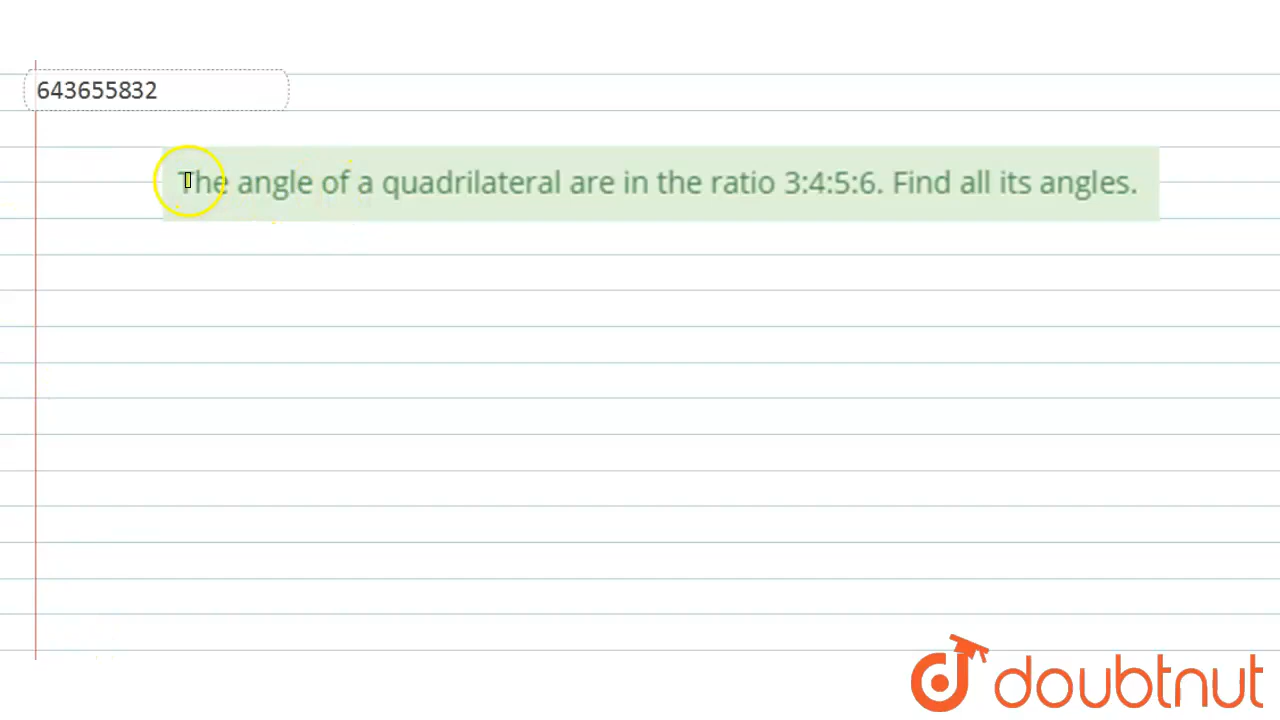 643655832
The angle of a quadrilateral are in the ratio 3:4:5:6. Find all its angles.
doubtnut